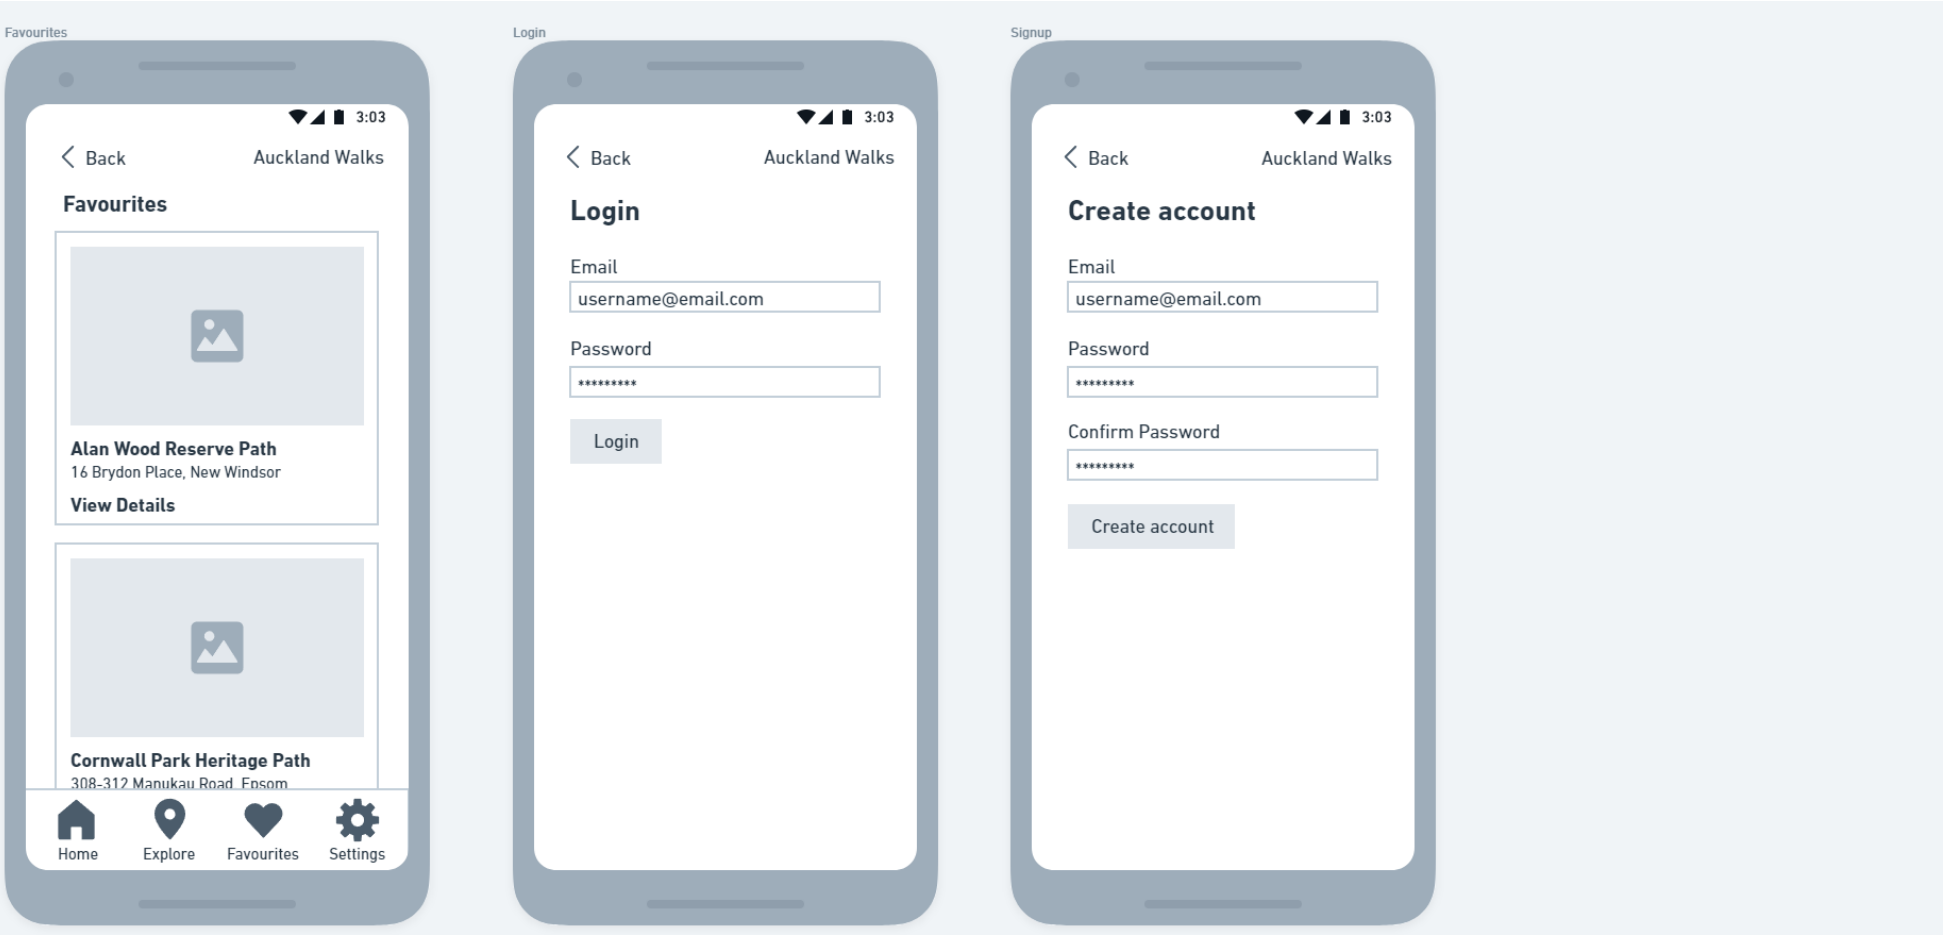 Favourites
3:03
Back
Auckland Walks
Favourites
Alan Wood Reserve Path
16 Brydon Place, New Windsor
View Details
Cornwall Park Heritage Path
308-312 Manukau Road, Epsom
Home
Explore
Favourites
Settings
Login
3:03
Back
Auckland Walks
Login
Email
username@email.com
Password
*********
Login
Signup
3:03
Back
Auckland Walks
Create account
Email
username@email.com
Password
*********
Confirm Password
*********
Create account